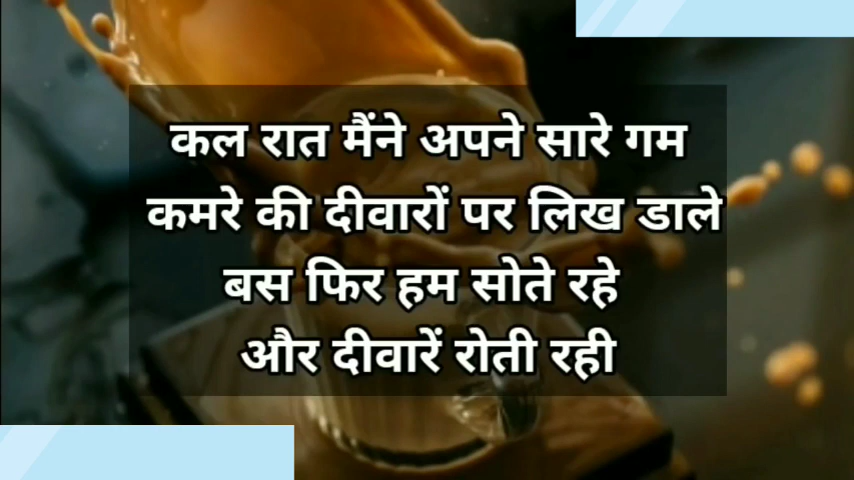 कल रात मैंने अपने सारे गम
कमरे की दीवारों पर लिख डाले
बस फिर हम सोते रहे
और दीवारें रोती रही